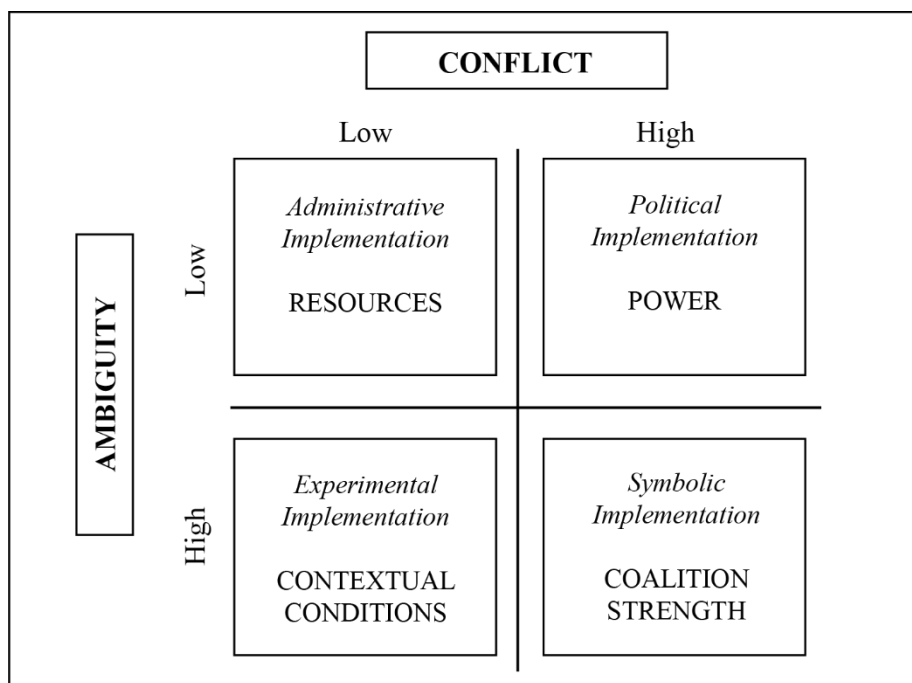 CONFLICT
Low
High
AMBIGUITY
Low
Administrative
Implementation
RESOURCES
Political
Implementation
POWER
High
Experimental
Implementation
CONTEXTUAL
CONDITIONS
Symbolic
Implementation
COALITION
STRENGTH